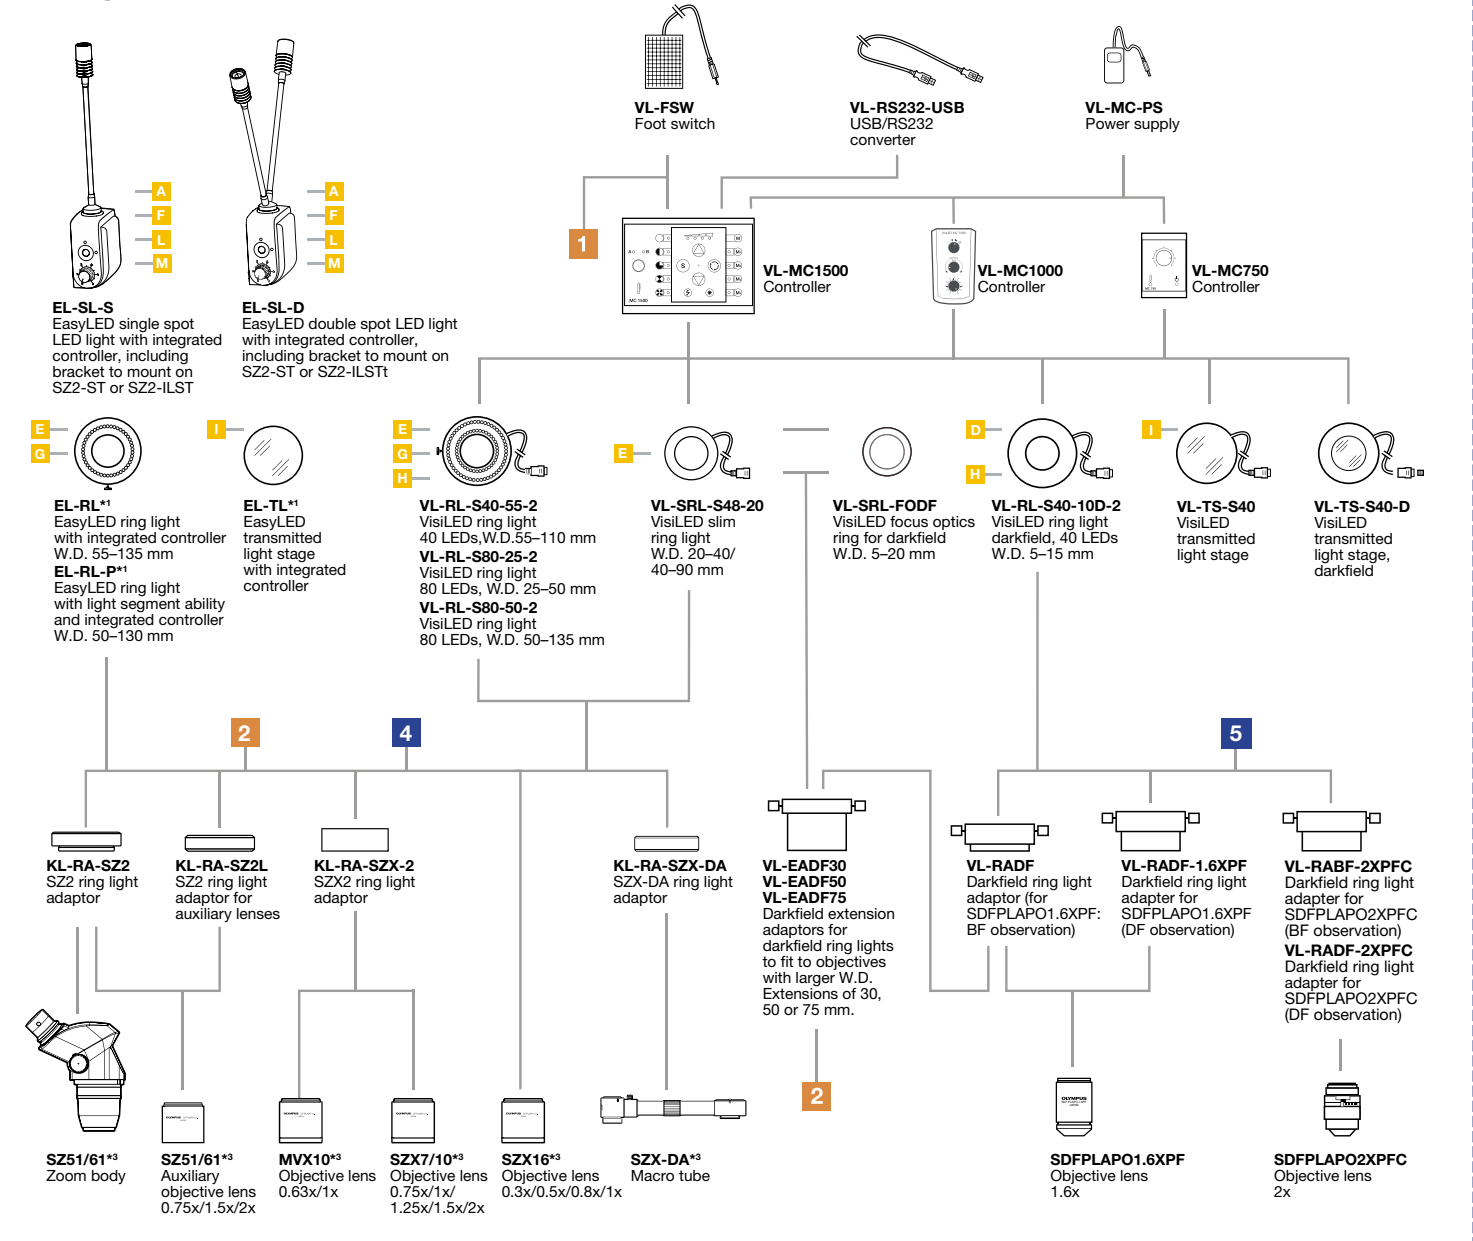 VL-FSW
Foot switch
VL-RS232-USB
USB/RS232
converter
VL-MC-PS
Power supply
A
F
L
M
A
F
L
M
1
MC 1500
VL-MC1500
Controller
VL-MC1000
Controller
VL-MC750
Controller
EL-SL-S
EasyLED single spot
LED light with integrated
controller, including
bracket to mount on
SZ2-ST or SZ2-ILST
EL-SL-D
EasyLED double spot LED light
with integrated controller,
including bracket to mount on
SZ2-ST or SZ2-ILSTt
E
G
I
E
G
H
E
D
H
I
EL-RL*1
EasyLED ring light
with integrated controller
W.D. 55–135 mm
EL-RL-P*1
EasyLED ring light
with light segment ability
and integrated controller
W.D. 50–130 mm
EL-TL*1
EasyLED
transmitted
light stage
with integrated
controller
VL-RL-S40-55-2
VisiLED ring light
40 LEDs,W.D.55–110 mm
VL-RL-S80-25-2
VisiLED ring light
80 LEDs, W.D. 25–50 mm
VL-RL-S80-50-2
VisiLED ring light
80 LEDs, W.D. 50–135 mm
VL-SRL-S48-20
VisiLED slim
ring light
W.D. 20–40/
40–90 mm
VL-SRL-FODF
VisiLED focus optics
ring for darkfield
W.D. 5–20 mm
VL-RL-S40-10D-2
VisiLED ring light
darkfield, 40 LEDs
W.D. 5–15 mm
VL-TS-S40
VisiLED
transmitted
light stage
VL-TS-S40-D
VisiLED
transmitted
light stage,
darkfield
2
4
5
KL-RA-SZ2
SZ2 ring light
adaptor
KL-RA-SZ2L
SZ2 ring light
adaptor for
auxiliary lenses
KL-RA-SZX-2
SZX2 ring light
adaptor
KL-RA-SZX-DA
SZX-DA ring light
adaptor
VL-EADF30
VL-EADF50
VL-EADF75
Darkfield extension
adaptors for
darkfield ring lights
to fit to objectives
with larger W.D.
Extensions of 30,
50 or 75 mm.
VL-RADF
Darkfield ring light
adaptor (for
SDFPLAPO1.6XPF:
BF observation)
VL-RADF-1.6XPF
Darkfield ring light
adapter for
SDFPLAPO1.6XPF
(DF observation)
VL-RABF-2XPFC
Darkfield ring light
adapter for
SDFPLAPO2XPFC
(BF observation)
VL-RADF-2XPFC
Darkfield ring light
adapter for
SDFPLAPO2XPFC
(DF observation)
2
OLYMPUS
OLYMPUS
OLYMPUS
OLYMPUS
OLYMPUS
SZ51/61*3
Zoom body
SZ51/61*3
Auxiliary
objective lens
0.75x/1.5x/2x
MVX10*3
Objective lens
0.63x/1x
SZX7/10*3
Objective lens
0.75x/1x/
1.25x/1.5x/2x
SZX16*3
Objective lens
0.3x/0.5x/0.8x/1x
SZX-DA*3
Macro tube
SDFPLAPO1.6XPF
Objective lens
1.6x
SDFPLAPO2XPFC
Objective lens
2x